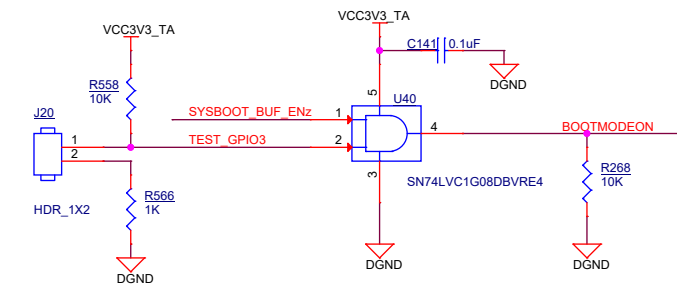 VCC3V3_TA
VCC3V3_TA
C141
0.1uF
DGND
R558
10K
5
U40
J20
SYSBOOT_BUF_ENz
1
4
BOOTMODEON
1
TEST_GPIO3
2
2
3
SN74LVC1G08DBVRE4
R268
10K
R566
1K
HDR_1X2
DGND
DGND
DGND